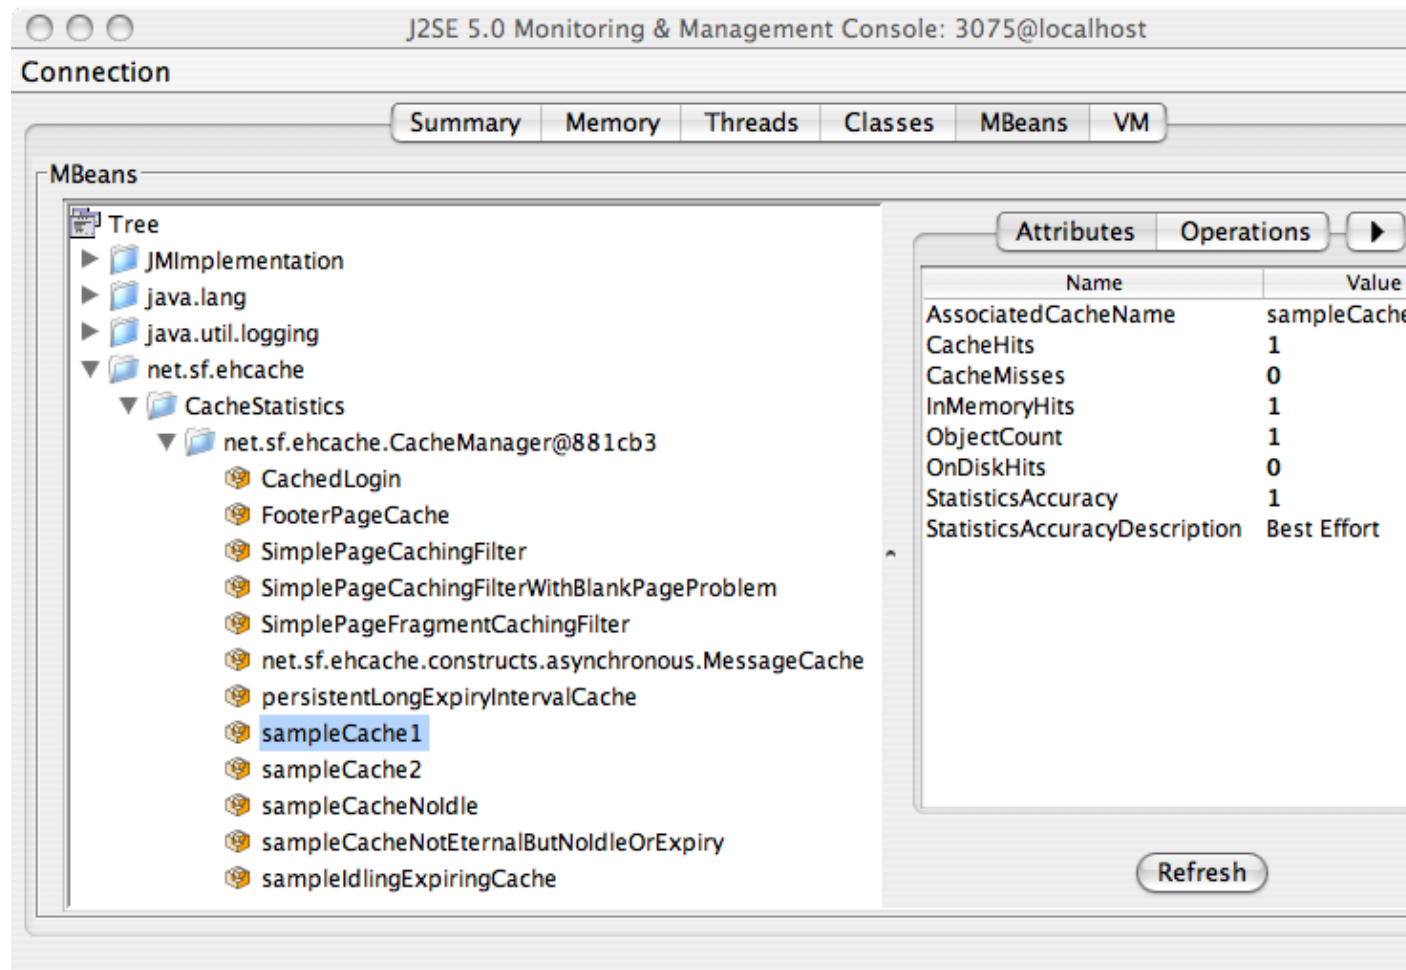 J2SE 5.0 Monitoring & Management Console: 3075@localhost
Connection
Summary Memory Threads Classes MBeans VM
MBeans
Tree
JMImplementation
java.lang
java.util.logging
net.sf.ehcache
CacheStatistics
net.sf.ehcache.CacheManager@881cb3
CachedLogin
FooterPageCache
SimplePageCachingFilter
SimplePageCachingFilterWithBlankPageProblem
SimplePageFragmentCachingFilter
net.sf.ehcache.constructs.asynchronous.MessageCache
persistentLongExpiryIntervalCache
sampleCache1
sampleCache2
sampleCacheNoIdle
sampleCacheNotEternalButNoIdleOrExpiry
sampleIdlingExpiringCache
Attributes Operations
Name Value
AssociatedCacheName sampleCache
CacheHits 1
CacheMisses 0
InMemoryHits 1
ObjectCount 1
OnDiskHits 0
StatisticsAccuracy 1
StatisticsAccuracyDescription Best Effort
Refresh